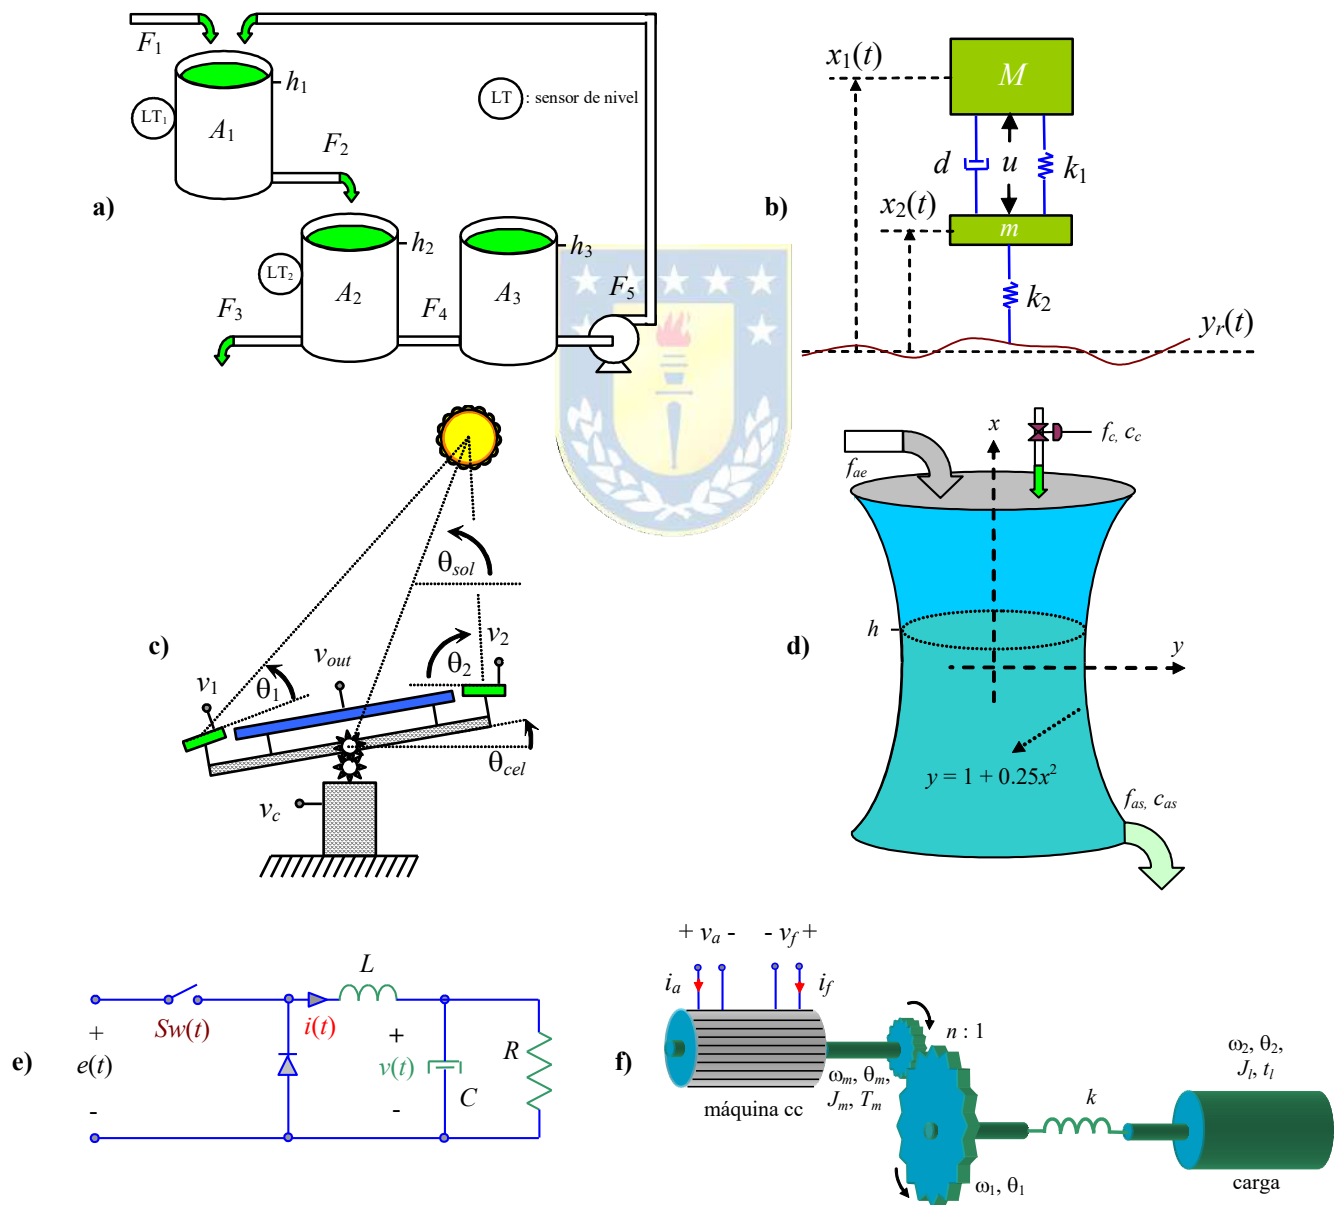 a)
F₁
h₁
LT₁
A₁
F₂
LT : sensor de nivel
h₂
h₃
LT₂
A₂
A₃
F₃
F₄
F₅
b)
x₁(t)
M
d
u
k₁
x₂(t)
m
k₂
yᵣ(t)
c)
θsol
v₁
θ₁
vout
θ₂
v₂
θcel
vc
d)
x
fc, cc
fae
h
y
y = 1 + 0.25x²
fas, cas
e)
+
e(t)
-
Sw(t)
i(t)
L
+
v(t)
-
C
R
f)
+ va -
- vf +
ia
if
n : 1
ωm, θm,
Jm, Tm
máquina cc
ω₁, θ₁
k
ω₂, θ₂,
Jl, tl
carga